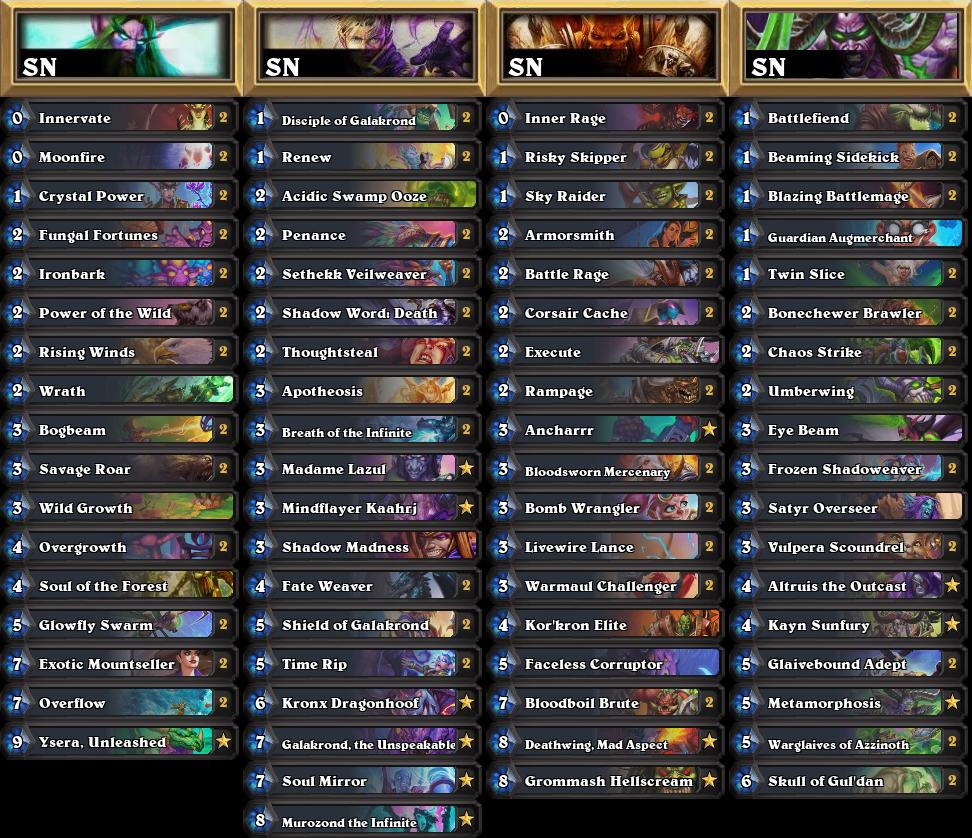 SN
0 Innervate 2
0 Moonfire 2
1 Crystal Power 2
2 Fungal Fortunes 2
2 Ironbark 2
2 Power of the Wild 2
2 Rising Winds 2
2 Wrath
3 Bogbeam 2
3 Savage Roar 2
3 Wild Growth
4 Overgrowth 2
4 Soul of the Forest
5 Glowfly Swarm 2
7 Exotic Mountseller 2
7 Overflow 2
9 Ysera, Unleashed
SN
1 Disciple of Galakrond 2
1 Renew 2
2 Acidic Swamp Ooze
2 Penance 2
2 Sethekk Veilweaver 2
2 Shadow Word: Death 2
2 Thoughtsteal 2
3 Apotheosis 2
3 Breath of the Infinite 2
3 Madame Lazul
3 Mindflayer Kaahrj
3 Shadow Madness
4 Fate Weaver 2
5 Shield of Galakrond 2
5 Time Rip 2
6 Kronx Dragonhoof
7 Galakrond, the Unspeakable
7 Soul Mirror
8 Murozond the Infinite
SN
0 Inner Rage 2
1 Risky Skipper 2
1 Sky Raider 2
2 Armorsmith 2
2 Battle Rage 2
2 Corsair Cache 2
2 Execute
2 Rampage 2
3 Ancharrr
3 Bloodsworn Mercenary 2
3 Bomb Wrangler 2
3 Livewire Lance 2
3 Warmaul Challenger 2
4 Kor'kron Elite
5 Faceless Corruptor
7 Bloodboil Brute 2
8 Deathwing, Mad Aspect
8 Grommash Hellscream
SN
1 Battlefiend 2
1 Beaming Sidekick 2
1 Blazing Battlemage 2
1 Guardian Augmerchant
1 Twin Slice 2
2 Bonechewer Brawler 2
2 Chaos Strike 2
2 Umberwing 2
3 Eye Beam
3 Frozen Shadoweaver 2
3 Satyr Overseer
3 Vulpera Scoundrel 2
4 Altruis the Outcast
4 Kayn Sunfury
5 Glaivebound Adept 2
5 Metamorphosis
5 Warglaives of Azzinoth 2
6 Skull of Gul'dan 2